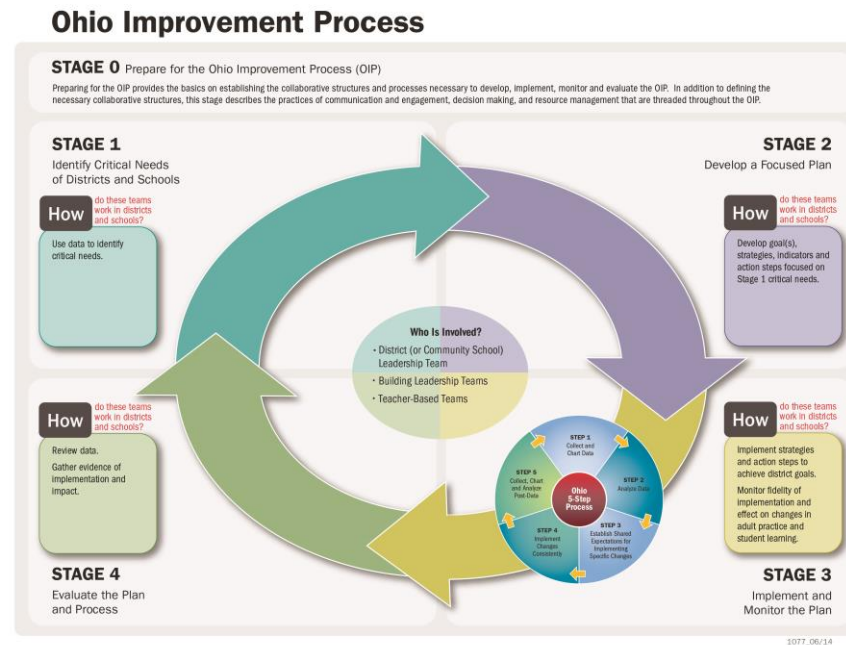 Ohio Improvement Process
STAGE 0 Prepare for the Ohio Improvement Process (OIP)
Preparing for the OIP provides the basics on establishing the collaborative structures and processes necessary to develop, implement, monitor and evaluate the OIP. In addition to defining the
necessary collaborative structures, this stage describes the practices of communication and engagement, decision making, and resource management that are threaded throughout the OIP.
STAGE 1
Identify Critical Needs
of Districts and Schools
How
do these teams
work in districts
and schools?
Use data to identify
critical needs.
STAGE 2
Develop a Focused Plan
How
do these teams
work in districts
and schools?
Develop goal(s),
strategies, indicators and
action steps focused on
Stage 1 critical needs.
Who Is Involved?
• District (or Community School)
Leadership Team
• Building Leadership Teams
• Teacher-Based Teams
How
do these teams
work in districts
and schools?
Review data.
Gather evidence of
implementation and
impact.
STAGE 4
Evaluate the Plan
and Process
STEP 1
Collect and
Chart Data
STEP 2
Analyze Data
STEP 3
Establish Shared
Expectations for
Implementing
Specific Changes
STEP 4
Implement
Changes
Consistently
STEP 5
Collect, Chart
and Analyze
Post-Data
Ohio
5-Step
Process
How
do these teams
work in districts
and schools?
Implement strategies
and action steps to
achieve district goals.
Monitor fidelity of
implementation and
effect on changes in
adult practice and
student learning.
STAGE 3
Implement and
Monitor the Plan
1077_06/14